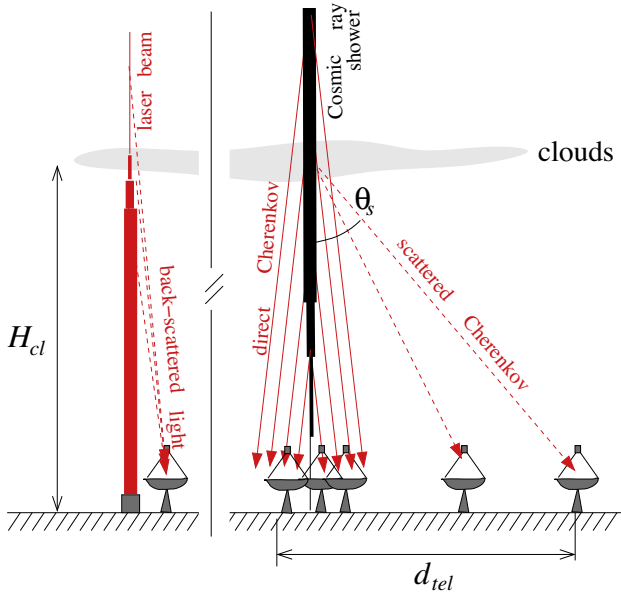 laser beam
Cosmic ray
shower
clouds
θs
back-scattered
light
Cherenkov
direct
scattered
Cherenkov
Hcl
dtel